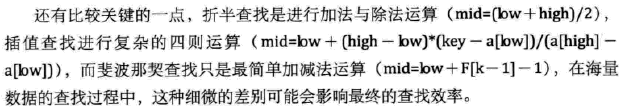 还有比较关键的一点，折半查找是进行加法与除法运算（mid=(low+high)/2），
插值查找进行复杂的四则运算（mid=low+(high-low)*(key-a[low])/(a[high]-
a[low])），而斐波那契查找只是最简单加减法运算（mid=low+F[k-1]-1），在海量
数据的查找过程中，这种细微的差别可能会影响最终的查找效率。